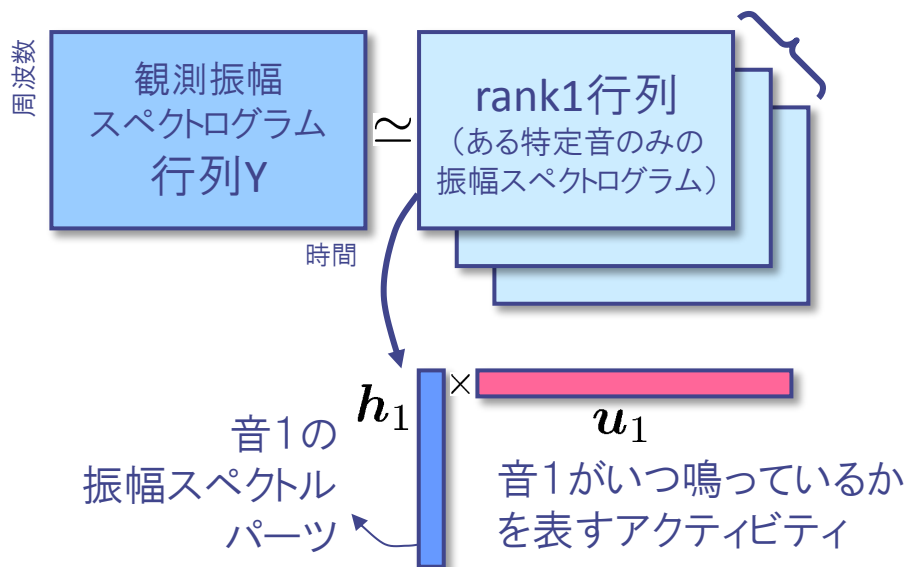 周波数
観測振幅
スペクトログラム
行列Y
時間
≃
rank1行列
（ある特定音のみの
振幅スペクトログラム）
h₁
×
u₁
音１の
振幅スペクトル
パーツ
音１がいつ鳴っているか
を表すアクティビティ